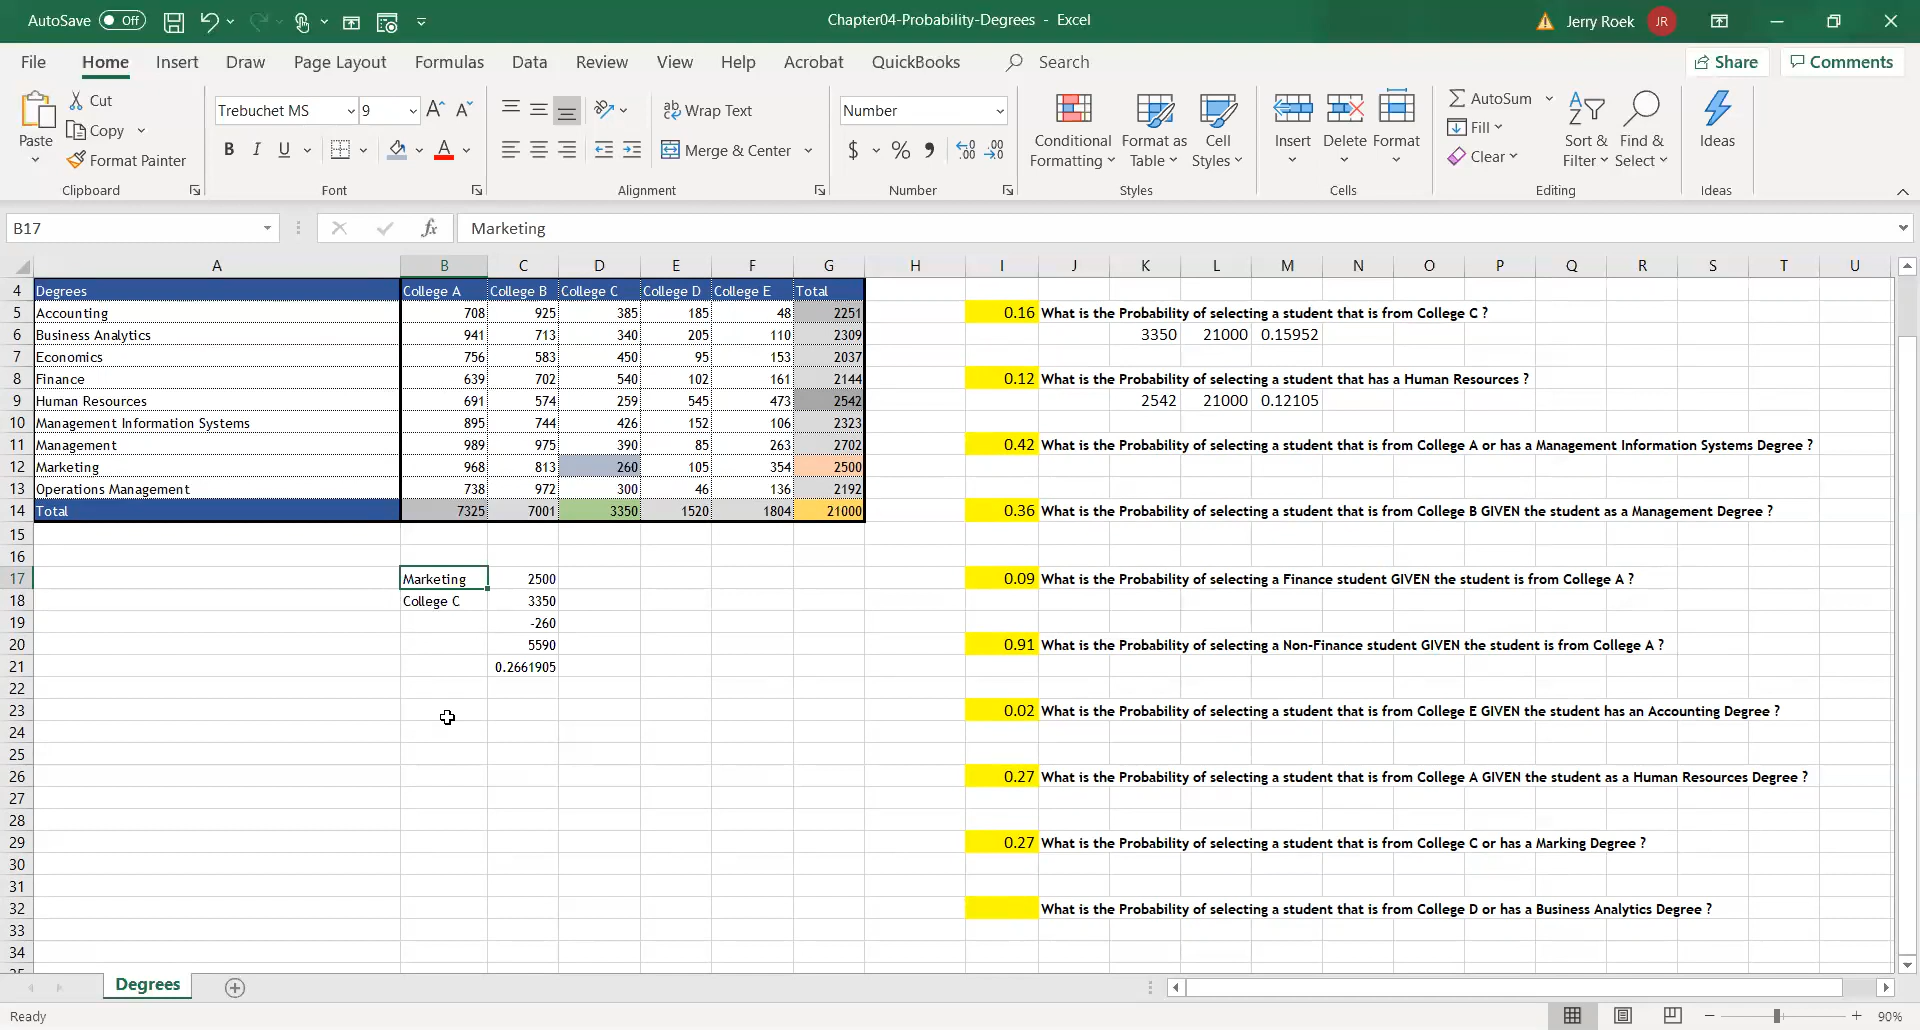 AutoSave Off
Chapter04-Probability-Degrees - Excel
Jerry Roek JR
File Home Insert Draw Page Layout Formulas Data Review View Help Acrobat QuickBooks Search Share Comments
Paste Cut Copy Format Painter
Clipboard
Trebuchet MS 9
B I U
Font
Wrap Text
Merge & Center
Alignment
Number
$ % ,
Number
Conditional Formatting
Format as Table
Cell Styles
Styles
Insert Delete Format
Cells
AutoSum
Fill
Clear
Sort & Filter
Find & Select
Editing
Ideas
Ideas
B17 fx Marketing
A B C D E F G H I J K L M N O P Q R S T U
4 Degrees College A College B College C College D College E Total
5 Accounting 708 925 385 185 48 2251 0.16 What is the Probability of selecting a student that is from College C ?
6 Business Analytics 941 713 340 205 110 2309 3350 21000 0.15952
7 Economics 756 583 450 95 153 2037
8 Finance 639 702 540 102 161 2144 0.12 What is the Probability of selecting a student that has a Human Resources ?
9 Human Resources 691 574 259 545 473 2542 2542 21000 0.12105
10 Management Information Systems 895 744 426 152 106 2323
11 Management 989 975 390 85 263 2702 0.42 What is the Probability of selecting a student that is from College A or has a Management Information Systems Degree ?
12 Marketing 968 813 260 105 354 2500
13 Operations Management 738 972 300 46 136 2192
14 Total 7325 7001 3350 1520 1804 21000 0.36 What is the Probability of selecting a student that is from College B GIVEN the student as a Management Degree ?
15
16
17 Marketing 2500 0.09 What is the Probability of selecting a Finance student GIVEN the student is from College A ?
18 College C 3350
19 -260
20 5590 0.91 What is the Probability of selecting a Non-Finance student GIVEN the student is from College A ?
21 0.2661905
22
23 0.02 What is the Probability of selecting a student that is from College E GIVEN the student has an Accounting Degree ?
24
25
26 0.27 What is the Probability of selecting a student that is from College A GIVEN the student as a Human Resources Degree ?
27
28
29 0.27 What is the Probability of selecting a student that is from College C or has a Marking Degree ?
30
31
32 What is the Probability of selecting a student that is from College D or has a Business Analytics Degree ?
33
34
Degrees
Ready
90%